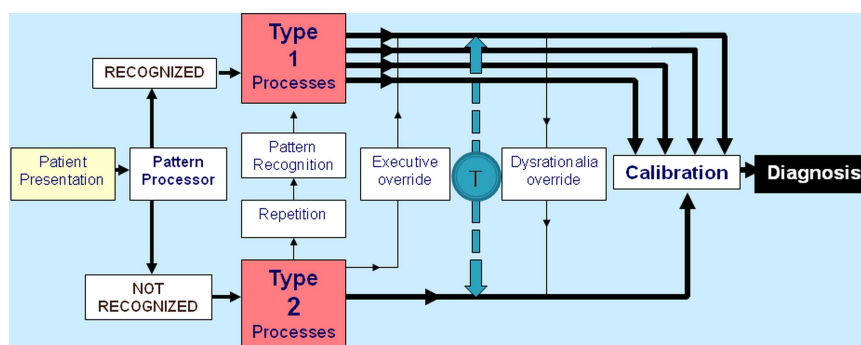 Type
1
Processes
RECOGNIZED
Pattern
Recognition
Executive
override
Dysrationalia
override
Patient
Presentation
Pattern
Processor
T
Calibration
Diagnosis
Repetition
NOT
RECOGNIZED
Type
2
Processes